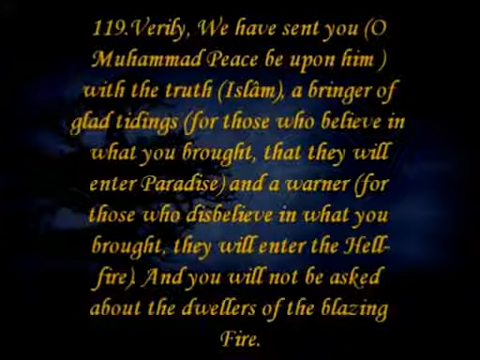 119.Verily, We have sent you (O
Muhammad Peace be upon him )
with the truth (Islâm), a bringer of
glad tidings (for those who believe in
what you brought, that they will
enter Paradise) and a warner (for
those who disbelieve in what you
brought, they will enter the Hell-
fire). And you will not be asked
about the dwellers of the blazing
Fire.